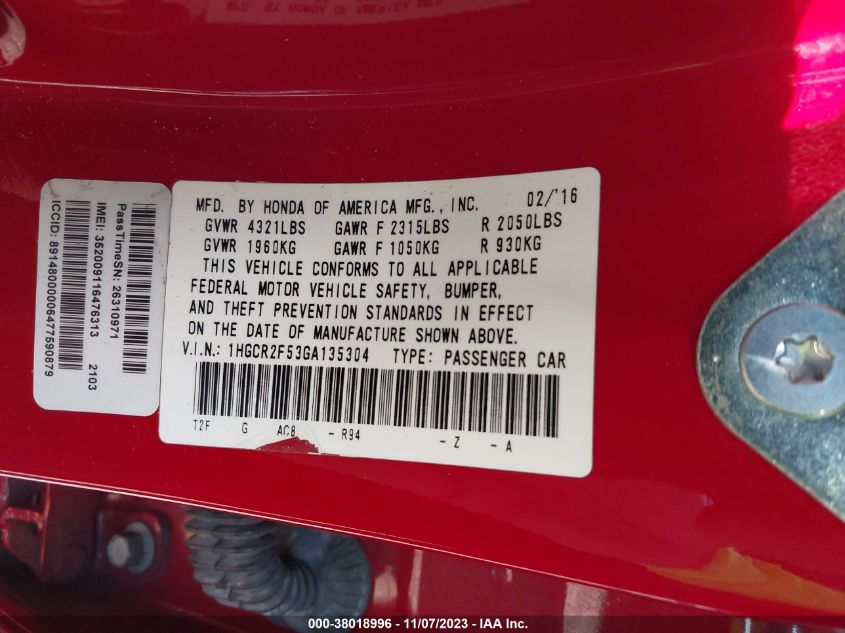 MFD. BY HONDA OF AMERICA MFG., INC. 02/'16
GVWR 4321LBS GAWR F 2315LBS R 2050LBS
GVWR 1960KG GAWR F 1050KG R 930KG
THIS VEHICLE CONFORMS TO ALL APPLICABLE
FEDERAL MOTOR VEHICLE SAFETY, BUMPER,
AND THEFT PREVENTION STANDARDS IN EFFECT
ON THE DATE OF MANUFACTURE SHOWN ABOVE.
V.I.N.: 1HGCR2F53GA135304 TYPE: PASSENGER CAR
T2F G AC8 - R94 - Z - A
PassTimeSN: 26310971
IMEI: 352009116476313 2103
ICCID: 89148000006477590879
000-38018996 - 11/07/2023 - IAA Inc.